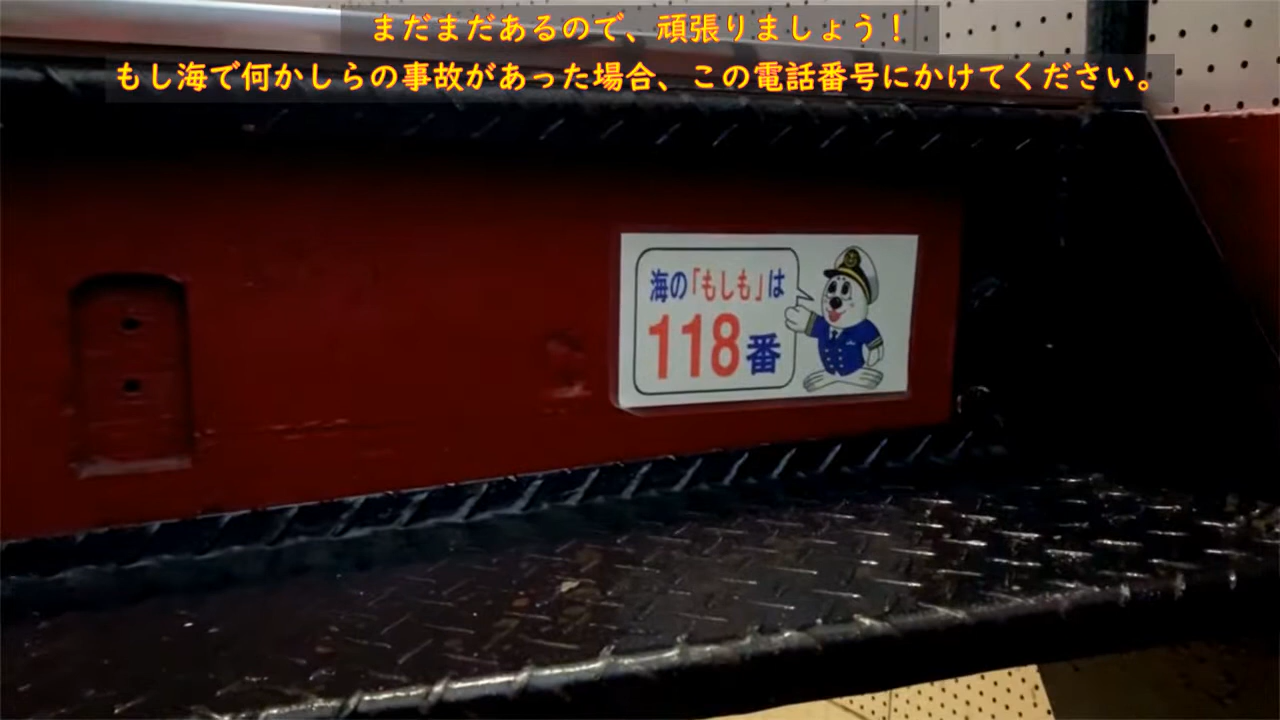 まだまだあるので、頑張りましょう！
もし海で何かしらの事故があった場合、この電話番号にかけてください。
海の「もしも」は
118番